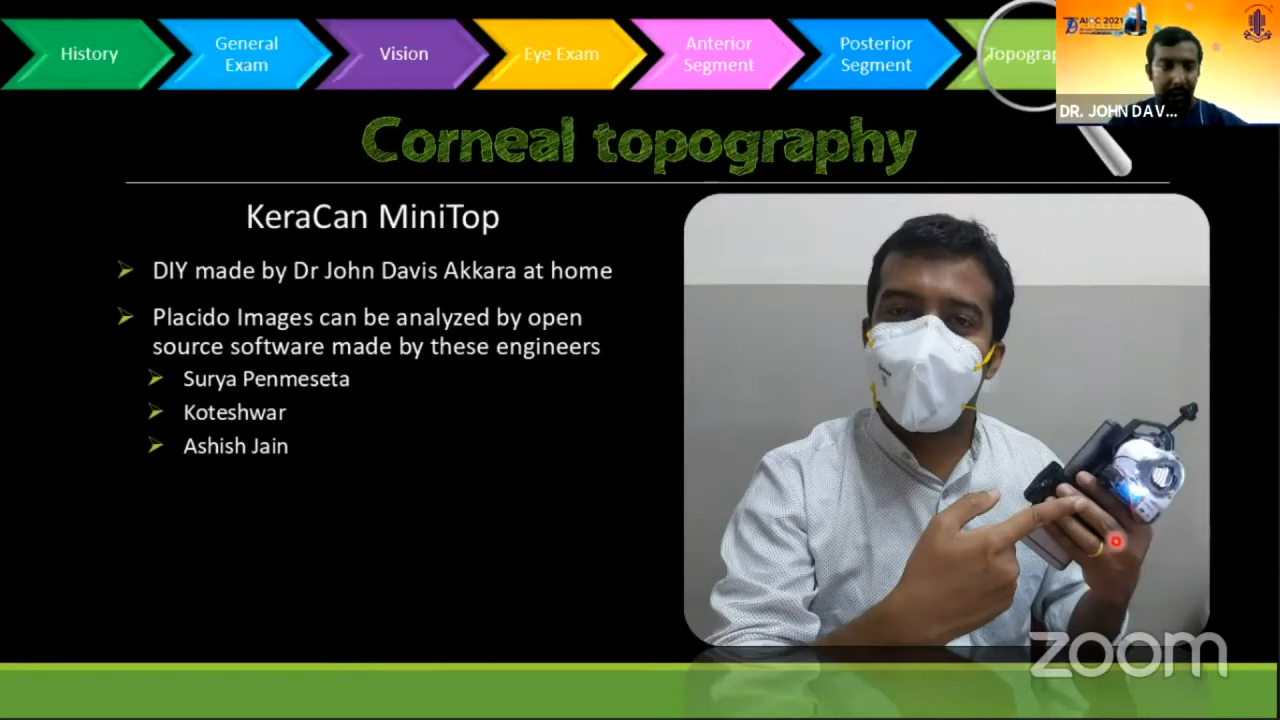 History
General
Exam
Vision
Eye Exam
Anterior
Segment
Posterior
Segment
Topograp
AIOC 2021
DR. JOHN DAV...
Corneal topography
KeraCan MiniTop
DIY made by Dr John Davis Akkara at home
Placido Images can be analyzed by open
source software made by these engineers
Surya Penmeseta
Koteshwar
Ashish Jain
zoom